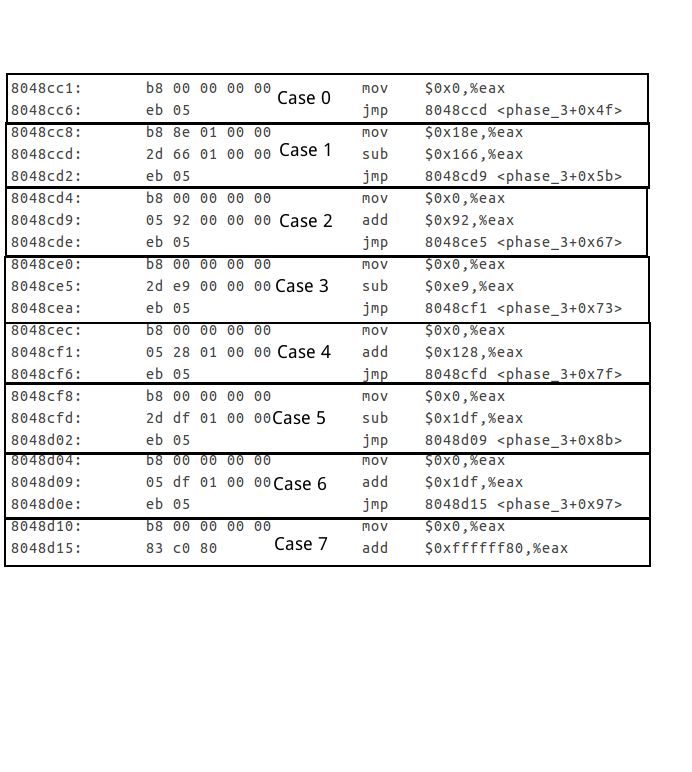 8048cc1: b8 00 00 00 00 mov $0x0,%eax
Case 0
8048cc6: eb 05 jmp 8048ccd <phase_3+0x4f>
8048cc8: b8 8e 01 00 00 mov $0x18e,%eax
8048ccd: 2d 66 01 00 00 Case 1 sub $0x166,%eax
8048cd2: eb 05 jmp 8048cd9 <phase_3+0x5b>
8048cd4: b8 00 00 00 00 mov $0x0,%eax
8048cd9: 05 92 00 00 00 Case 2 add $0x92,%eax
8048cde: eb 05 jmp 8048ce5 <phase_3+0x67>
8048ce0: b8 00 00 00 00 mov $0x0,%eax
8048ce5: 2d e9 00 00 00 Case 3 sub $0xe9,%eax
8048cea: eb 05 jmp 8048cf1 <phase_3+0x73>
8048cec: b8 00 00 00 00 mov $0x0,%eax
8048cf1: 05 28 01 00 00 Case 4 add $0x128,%eax
8048cf6: eb 05 jmp 8048cfd <phase_3+0x7f>
8048cf8: b8 00 00 00 00 mov $0x0,%eax
8048cfd: 2d df 01 00 00 Case 5 sub $0x1df,%eax
8048d02: eb 05 jmp 8048d09 <phase_3+0x8b>
8048d04: b8 00 00 00 00 mov $0x0,%eax
8048d09: 05 df 01 00 00 Case 6 add $0x1df,%eax
8048d0e: eb 05 jmp 8048d15 <phase_3+0x97>
8048d10: b8 00 00 00 00 mov $0x0,%eax
8048d15: 83 c0 80 Case 7 add $0xffffff80,%eax